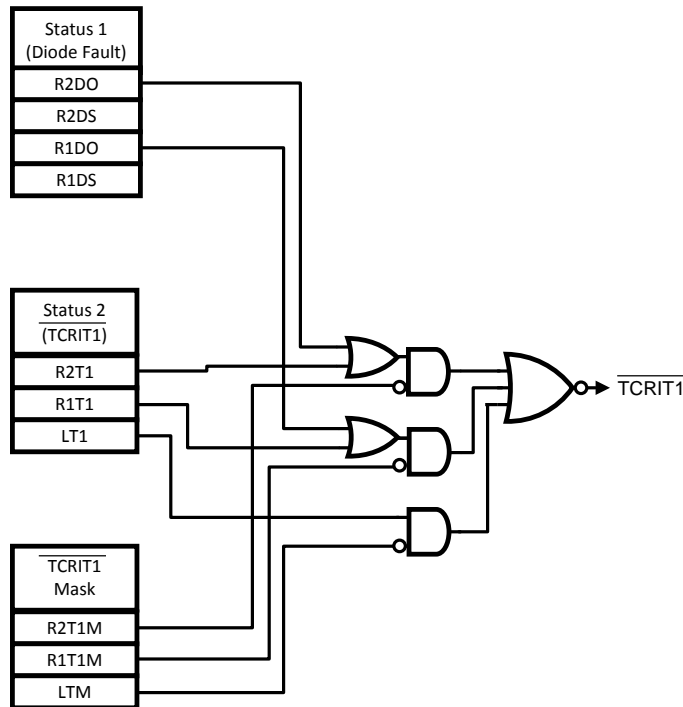 Status 1
(Diode Fault)
R2DO
R2DS
R1DO
R1DS
Status 2
(TCRIT1)
R2T1
R1T1
LT1
TCRIT1
TCRIT1
Mask
R2T1M
R1T1M
LTM